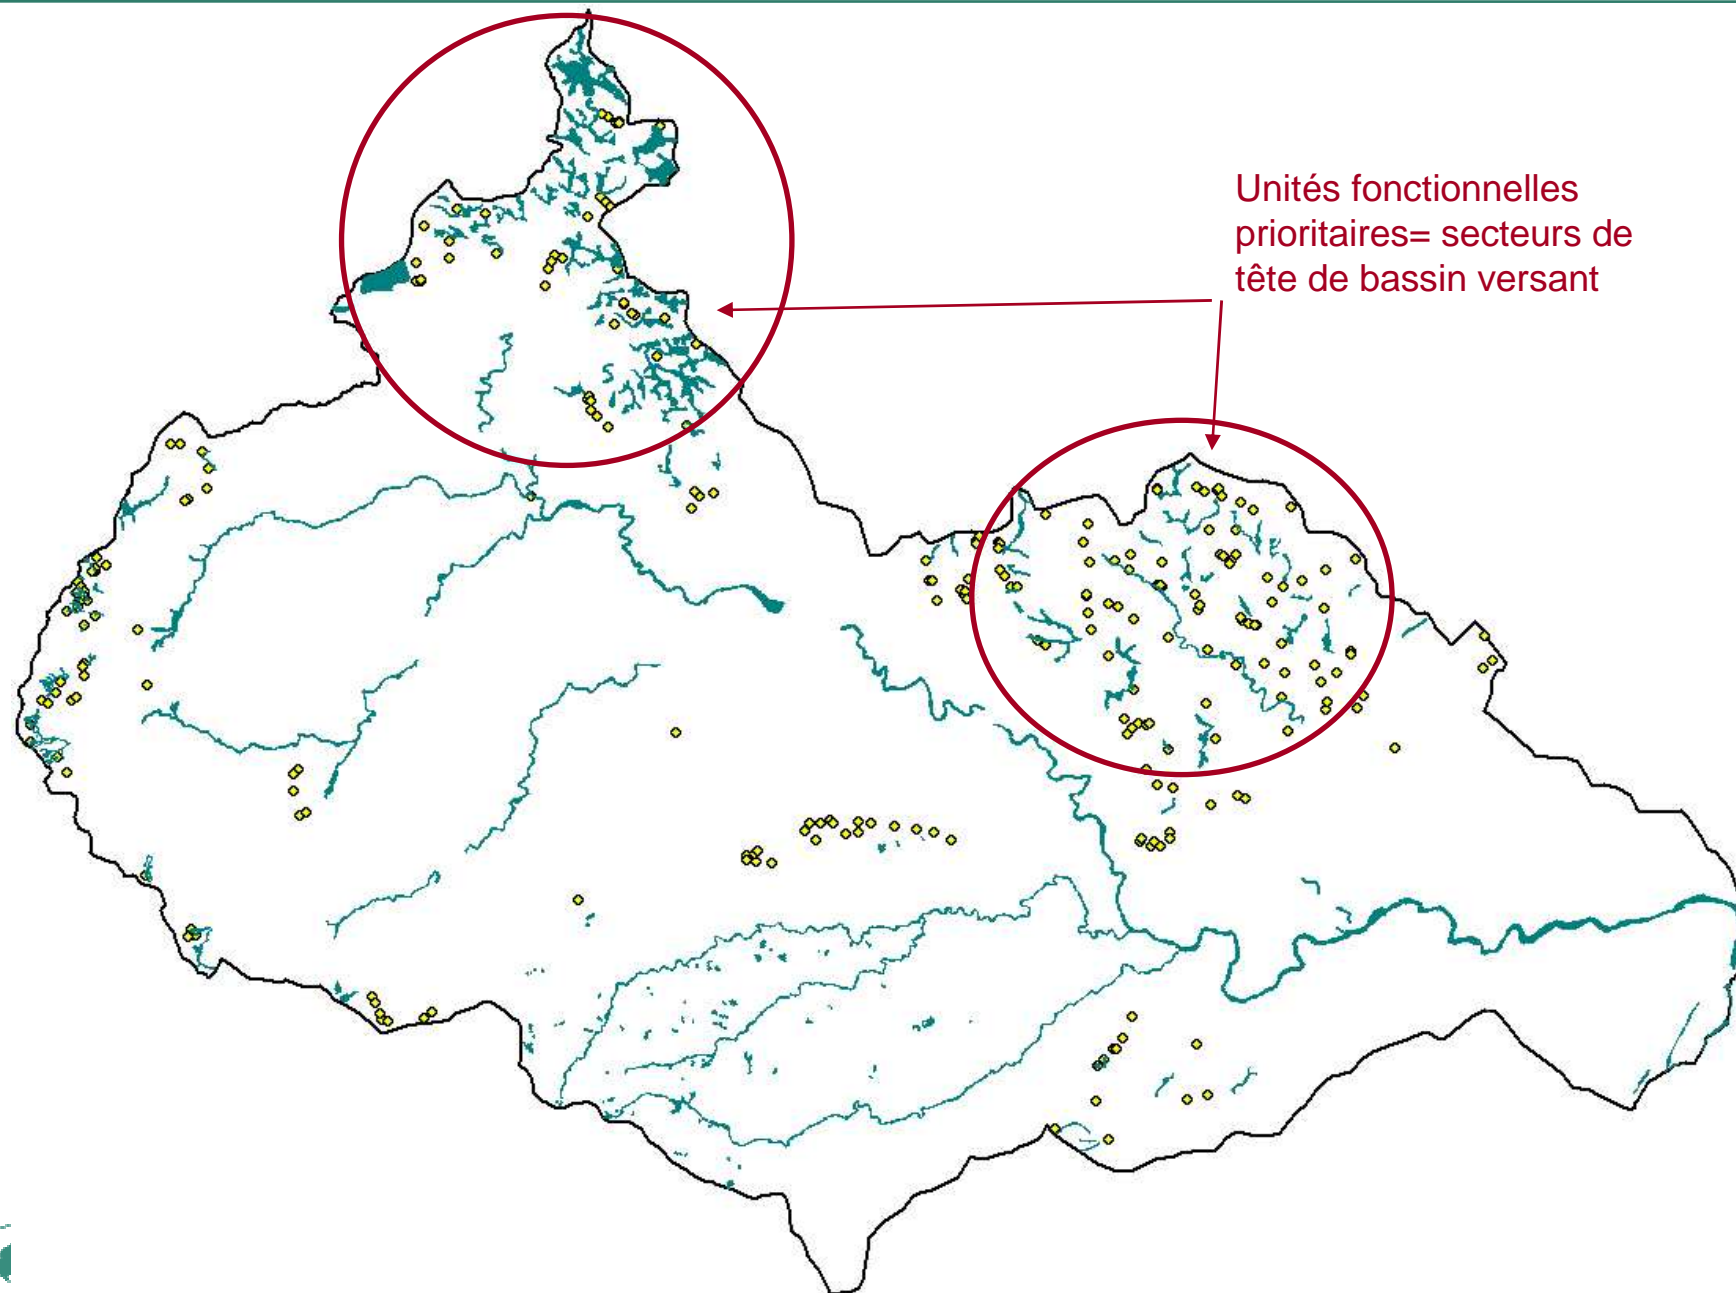 Unités fonctionnelles
prioritaires= secteurs de
tête de bassin versant